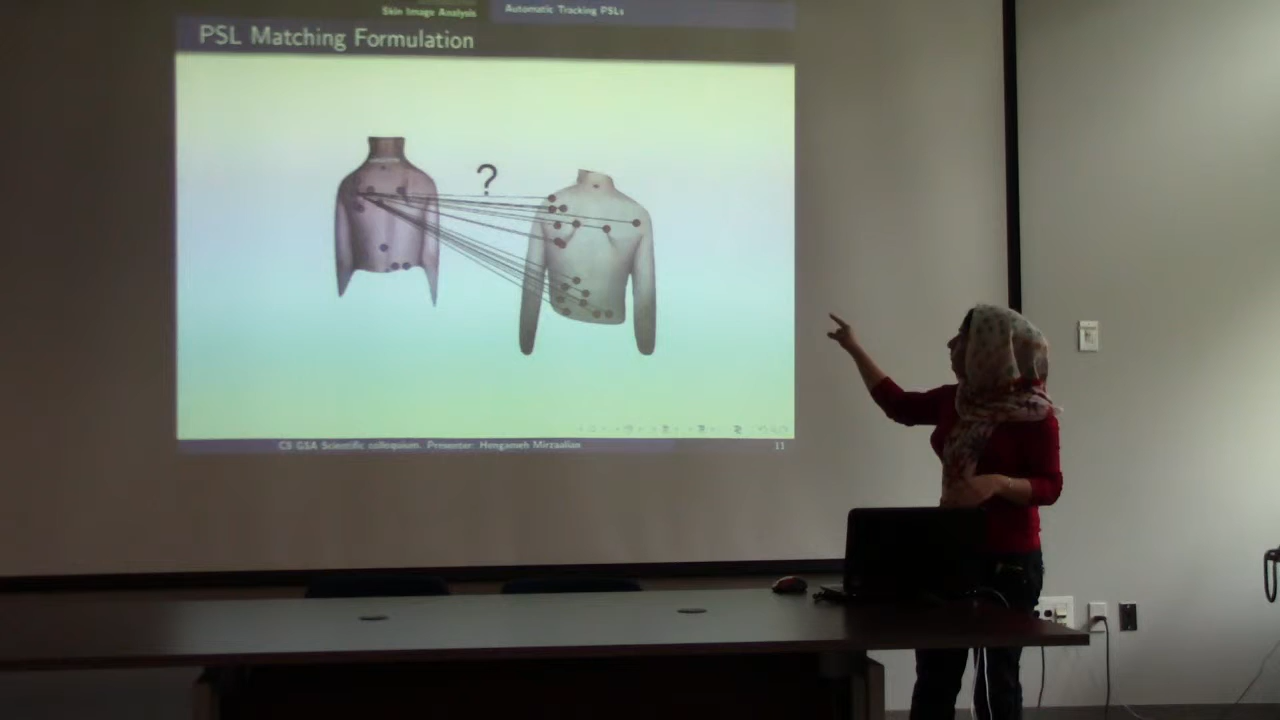 Skin Image Analysis
Automatic Tracking PSLs
PSL Matching Formulation
?
CS GSA Scientific colloquium. Presenter: Hengameh Mirzaalian
11